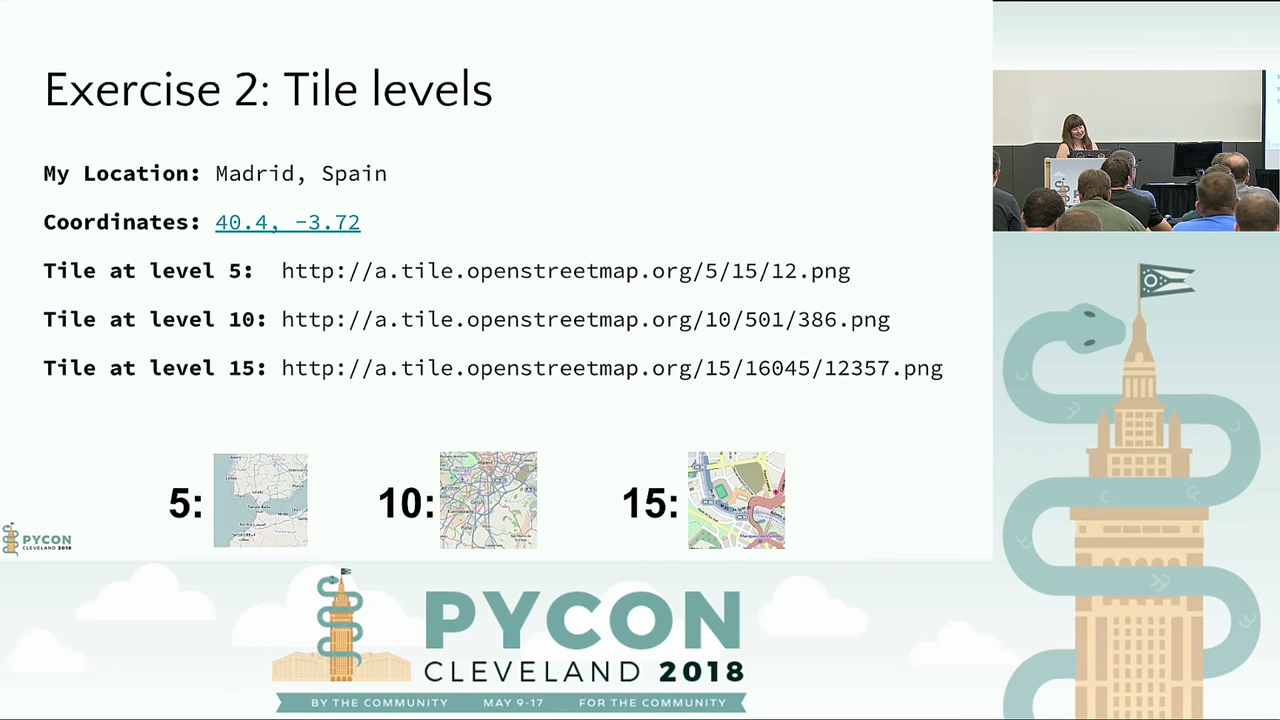 Exercise 2: Tile levels
My Location: Madrid, Spain
Coordinates: 40.4, -3.72
Tile at level 5: http://a.tile.openstreetmap.org/5/15/12.png
Tile at level 10: http://a.tile.openstreetmap.org/10/501/386.png
Tile at level 15: http://a.tile.openstreetmap.org/15/16045/12357.png
5:
10:
15:
PYCON
CLEVELAND 2018
PYCON
CLEVELAND 2018
BY THE COMMUNITY MAY 9-17 FOR THE COMMUNITY